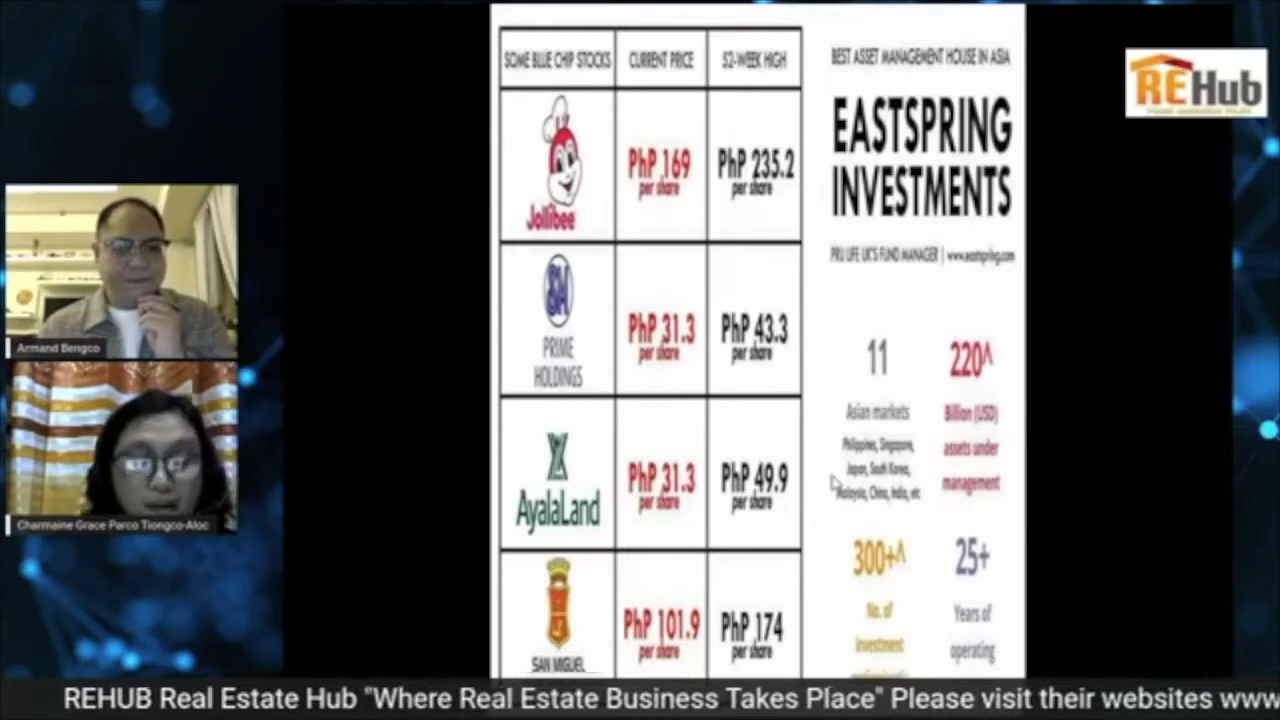 SOME BLUE CHIP STOCKS
CURRENT PRICE
52-WEEK HIGH
Jollibee
PhP 169
per share
PhP 235.2
per share
SM
PRIME
HOLDINGS
PhP 31.3
per share
PhP 43.3
per share
AyalaLand
PhP 31.3
per share
PhP 49.9
per share
SAN MIGUEL
PhP 101.9
per share
PhP 174
per share
BEST ASSET MANAGEMENT HOUSE IN ASIA
EASTSPRING
INVESTMENTS
PRU LIFE UK'S FUND MANAGER | www.eastspring.com
11
Asian markets
Philippines, Singapore,
Japan, South Korea,
Malaysia, China, India, etc
220^
Billion (USD)
assets under
management
300+^
No. of
investment
25+
Years of
operating
REHub
Armand Bengco
Charmaine Grace Parco Tiongco-Aloc
REHUB Real Estate Hub "Where Real Estate Business Takes Place" Please visit their websites www